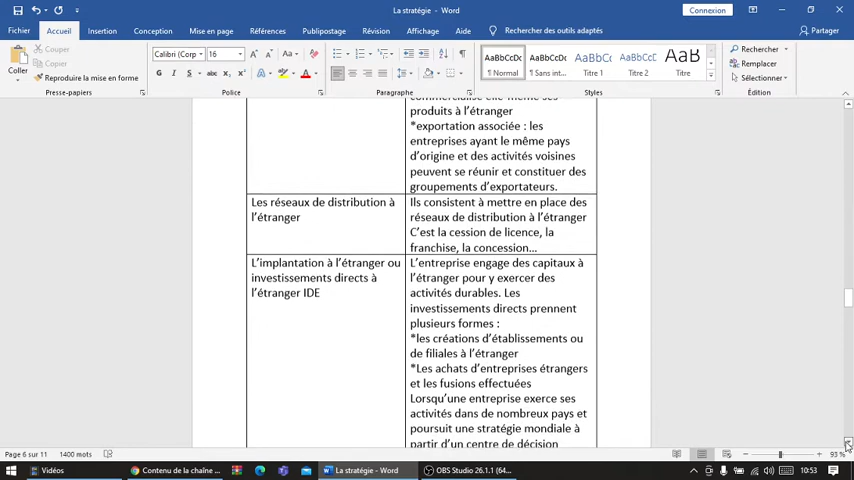 La stratégie - Word
Connexion
Fichier Accueil Insertion Conception Mise en page Références Publipostage Révision Affichage Aide Rechercher des outils adaptés Partager
Coller
Couper
Copier
Reproduire la mise en forme
Presse-papiers
Calibri (Corp 16
Police
Paragraphe
AaBbCcDc AaBbCcDc AaBbCc AaBbCcC AaB
¶ Normal ¶ Sans int... Titre 1 Titre 2 Titre
Styles
Rechercher
Remplacer
Sélectionner
Édition
commercialise elle-même ses
produits à l'étranger
*exportation associée : les
entreprises ayant le même pays
d'origine et des activités voisines
peuvent se réunir et constituer des
groupements d'exportateurs.
Les réseaux de distribution à
l'étranger
Ils consistent à mettre en place des
réseaux de distribution à l'étranger
C'est la cession de licence, la
franchise, la concession...
L'implantation à l'étranger ou
investissements directs à
l'étranger IDE
L'entreprise engage des capitaux à
l'étranger pour y exercer des
activités durables. Les
investissements directs prennent
plusieurs formes :
*les créations d'établissements ou
de filiales à l'étranger
*Les achats d'entreprises étrangers
et les fusions effectuées
Lorsqu'une entreprise exerce ses
activités dans de nombreux pays et
poursuit une stratégie mondiale à
partir d'un centre de décision
Page 6 sur 11 1400 mots
93 %
Vidéos
Contenu de la chaîne ...
La stratégie - Word
OBS Studio 26.1.1 (64...
10:53